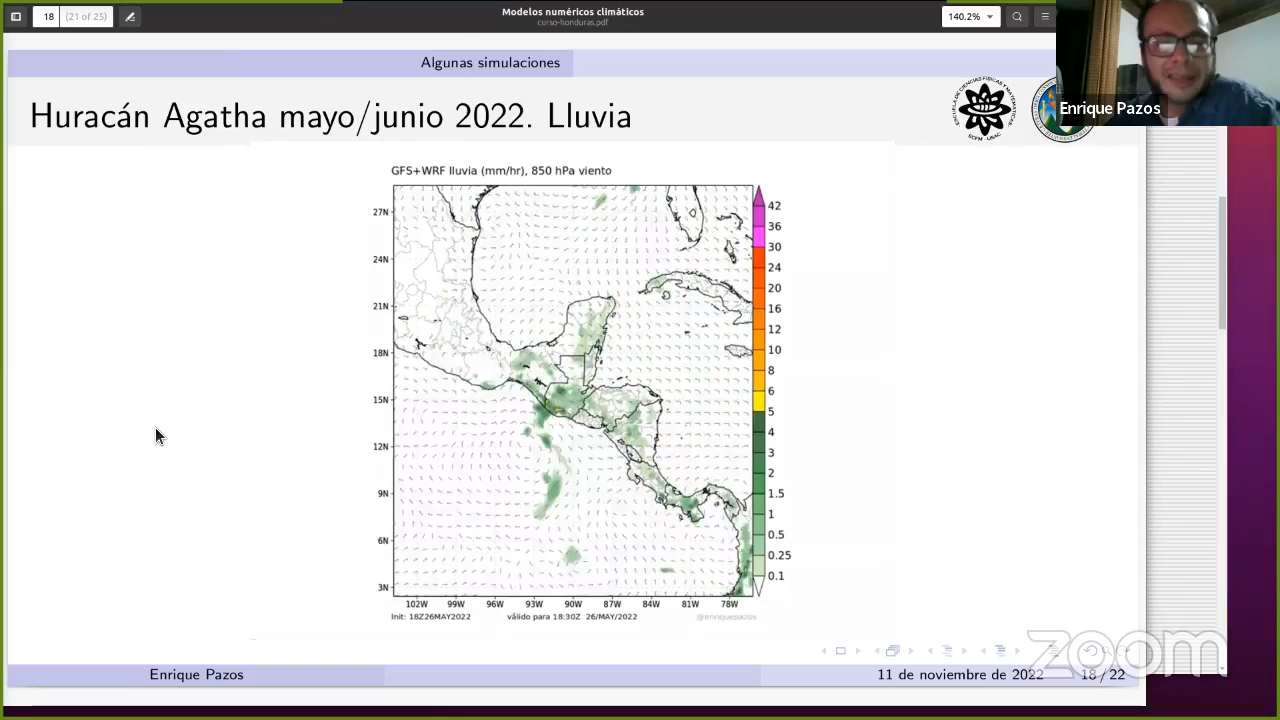 18
(21 of 25)
Modelos numéricos climáticos
curso-honduras.pdf
140.2%
Algunas simulaciones
Huracán Agatha mayo/junio 2022. Lluvia
Enrique Pazos
GFS+WRF lluvia (mm/hr), 850 hPa viento
27N
24N
21N
18N
15N
12N
9N
6N
3N
42
36
30
24
20
16
12
10
8
6
5
4
3
2
1.5
1
0.5
0.25
0.1
102W 99W 96W 93W 90W 87W 84W 81W 78W
Init: 18Z26MAY2022 válido para 18:30Z 26/MAY/2022 @enriquepazos
zoom
Enrique Pazos 11 de noviembre de 2022 18 / 22